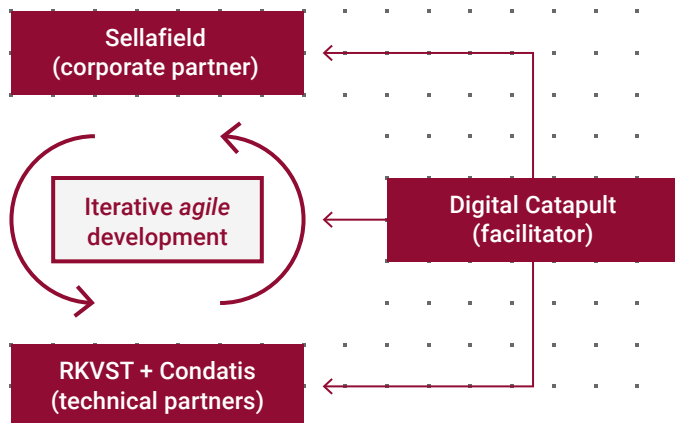 Sellafield
(corporate partner)
Iterative agile
development
Digital Catapult
(facilitator)
RKVST + Condatis
(technical partners)